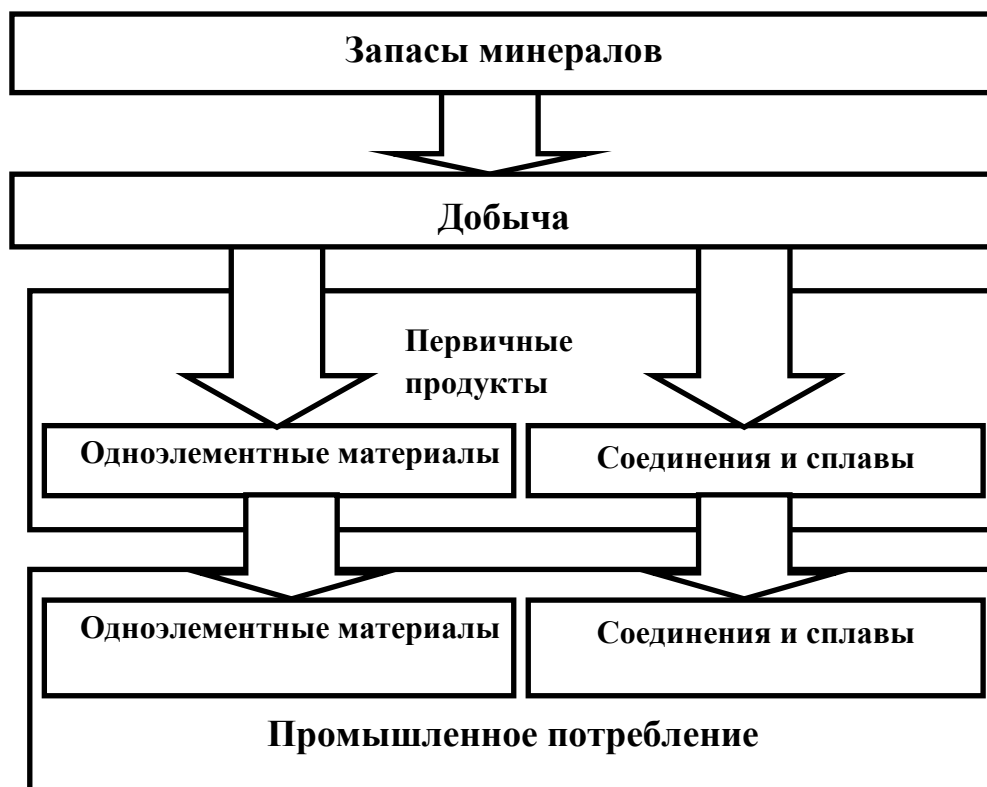 Запасы минералов
Добыча
Первичные
продукты
Одноэлементные материалы
Соединения и сплавы
Одноэлементные материалы
Соединения и сплавы
Промышленное потребление